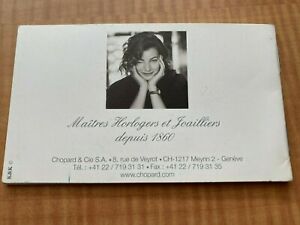 Maîtres Horlogers et Joailliers
depuis 1860
Chopard & Cie S.A. • 8, rue de Veyrot • CH-1217 Meyrin 2 - Genève
Tél. : +41 22 / 719 31 31 • Fax : +41 22 / 719 31 35
www.chopard.com